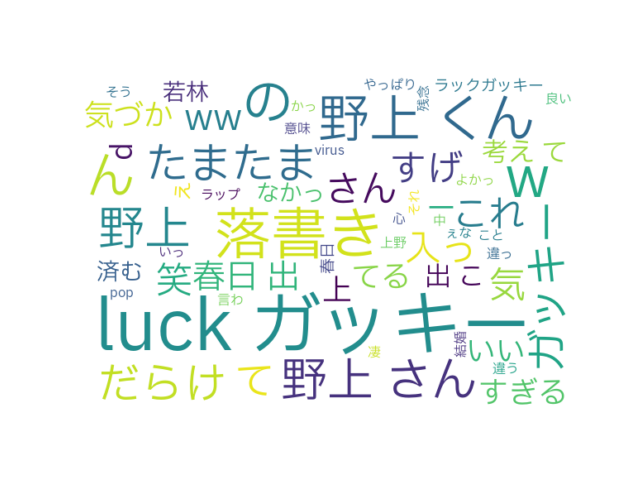 そう
若林
やっぱり
残念
ラックガッキー
良い
気づか
ww
の
かっ
意味
野上 くん
d
たまたま
virus
すげ
考え て
ん
え
ラップ
なかっ
さん
よかっ
w
それ
野上
落書き
心
ー
中
これ
ガッキー
いっ
春日
上野
入っ
えな
こと
違っ
済む
笑
春日 出
上
てる
出 こ
気
pop
言わ
luck ガッキー
凄
結婚
いい
だらけ て
野上 さん
違う
すぎる